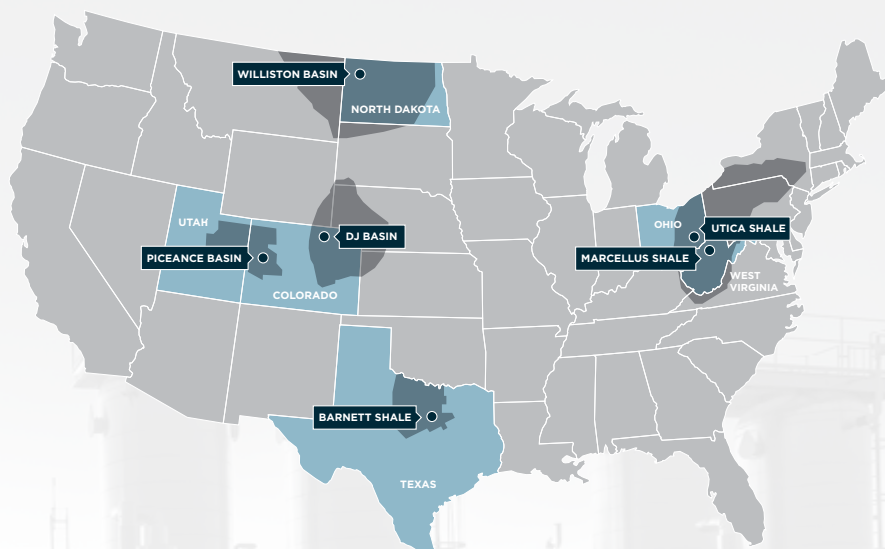 WILLISTON BASIN
NORTH DAKOTA
UTAH
OHIO
UTICA SHALE
DJ BASIN
PICEANCE BASIN
MARCELLUS SHALE
WEST
VIRGINIA
COLORADO
BARNETT SHALE
TEXAS